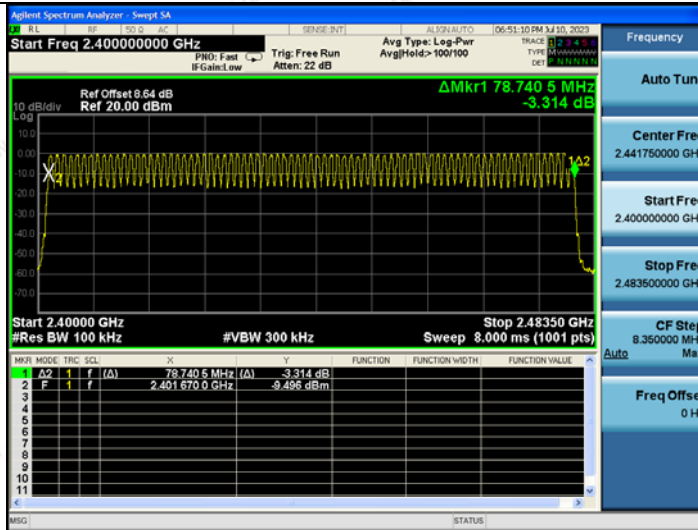 Agilent Spectrum Analyzer - Swept SA
RL RF 50 Ω AC SENSE:INT ALIGN AUTO 06:51:10 PM Jul 10, 2023
Start Freq 2.400000000 GHz
PNO: Fast
IFGain:Low
Trig: Free Run
Atten: 22 dB
Avg Type: Log-Pwr
Avg|Hold:> 100/100
TRACE 1 2 3 4 5 6
TYPE M
DET P N N N N N
ΔMkr1 78.740 5 MHz
-3.314 dB
Ref Offset 8.64 dB
10 dB/div Ref 20.00 dBm
Log
10.0
0.00
-10.0
-20.0
-30.0
-40.0
-50.0
-60.0
-70.0
2
1Δ2
Start 2.40000 GHz Stop 2.48350 GHz
#Res BW 100 kHz #VBW 300 kHz Sweep 8.000 ms (1001 pts)
MKR MODE TRC SCL X Y FUNCTION FUNCTION WIDTH FUNCTION VALUE
1 Δ2 1 f (Δ) 78.740 5 MHz (Δ) -3.314 dB
2 F 1 f 2.401 670 0 GHz -9.496 dBm
3
4
5
6
7
8
9
10
11
MSG STATUS
Frequency
Auto Tun
Center Fre
2.441750000 GH
Start Fre
2.400000000 GH
Stop Fre
2.483500000 GH
CF Step
8.350000 MH
Auto Ma
Freq Offse
0 H